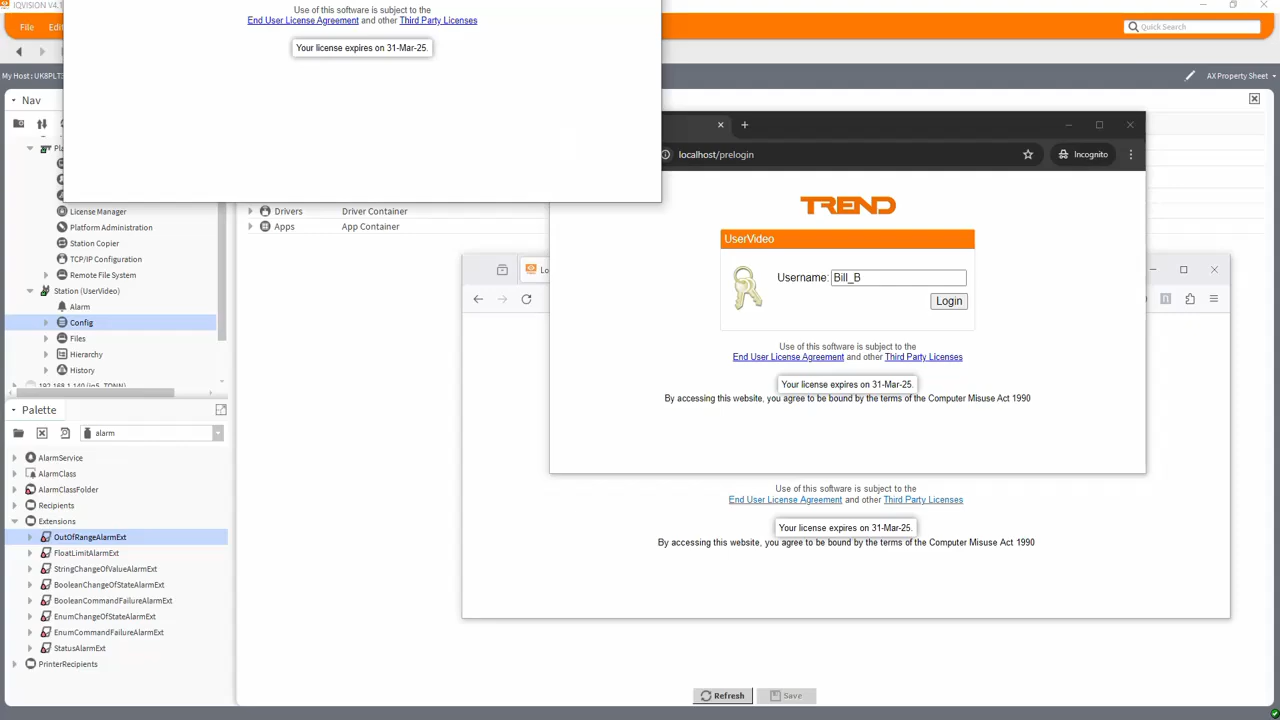 IQVISION V4.1
File Edi
Quick Search
My Host : UK8PLT3
AX Property Sheet
Use of this software is subject to the
End User License Agreement and other Third Party Licenses
Your license expires on 31-Mar-25.
Nav
Pla
License Manager
Platform Administration
Station Copier
TCP/IP Configuration
Remote File System
Station (UserVideo)
Alarm
Config
Files
Hierarchy
History
Drivers Driver Container
Apps App Container
localhost/prelogin
Incognito
TREND
UserVideo
Username: Bill_B
Login
Use of this software is subject to the
End User License Agreement and other Third Party Licenses
Your license expires on 31-Mar-25.
By accessing this website, you agree to be bound by the terms of the Computer Misuse Act 1990
Lo
Use of this software is subject to the
End User License Agreement and other Third Party Licenses
Your license expires on 31-Mar-25.
By accessing this website, you agree to be bound by the terms of the Computer Misuse Act 1990
Palette
alarm
AlarmService
AlarmClass
AlarmClassFolder
Recipients
Extensions
OutOfRangeAlarmExt
FloatLimitAlarmExt
StringChangeOfValueAlarmExt
BooleanChangeOfStateAlarmExt
BooleanCommandFailureAlarmExt
EnumChangeOfStateAlarmExt
EnumCommandFailureAlarmExt
StatusAlarmExt
PrinterRecipients
Refresh Save